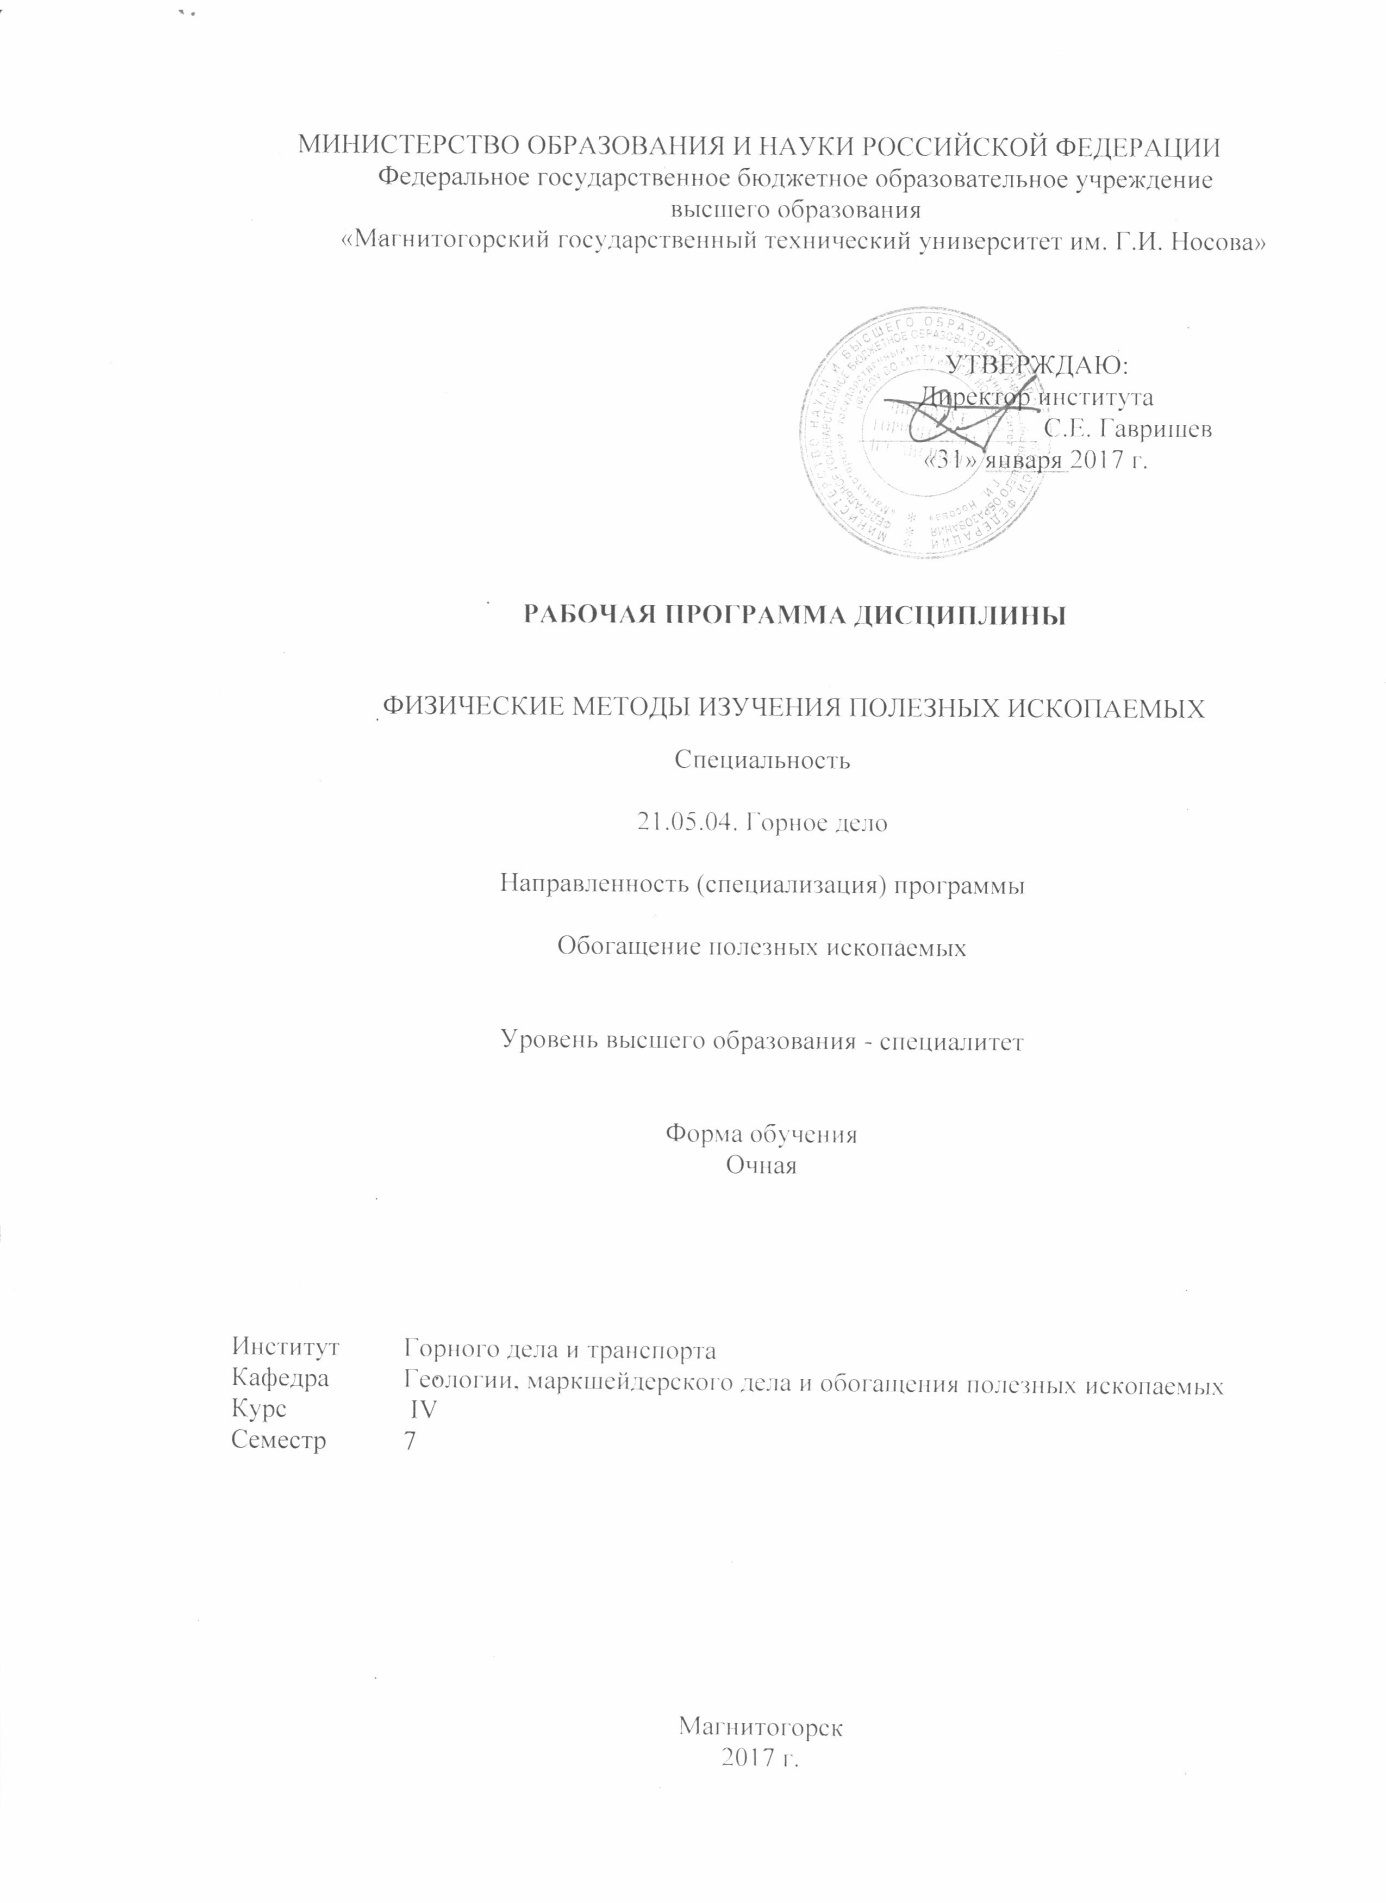 МИНИСТЕРСТВО ОБРАЗОВАНИЯ И НАУКИ РОССИЙСКОЙ ФЕДЕРАЦИИ
Федеральное государственное бюджетное образовательное учреждение
высшего образования
«Магнитогорский государственный технический университет им. Г.И. Носова»
УТВЕРЖДАЮ:
Директор института
С.Е. Гавришев
«31» января 2017 г.
РАБОЧАЯ ПРОГРАММА ДИСЦИПЛИНЫ
ФИЗИЧЕСКИЕ МЕТОДЫ ИЗУЧЕНИЯ ПОЛЕЗНЫХ ИСКОПАЕМЫХ
Специальность
21.05.04. Горное дело
Направленность (специализация) программы
Обогащение полезных ископаемых
Уровень высшего образования - специалитет
Форма обучения
Очная
Институт Горного дела и транспорта
Кафедра Геологии, маркшейдерского дела и обогащения полезных ископаемых
Курс IV
Семестр 7
Магнитогорск
2017 г.